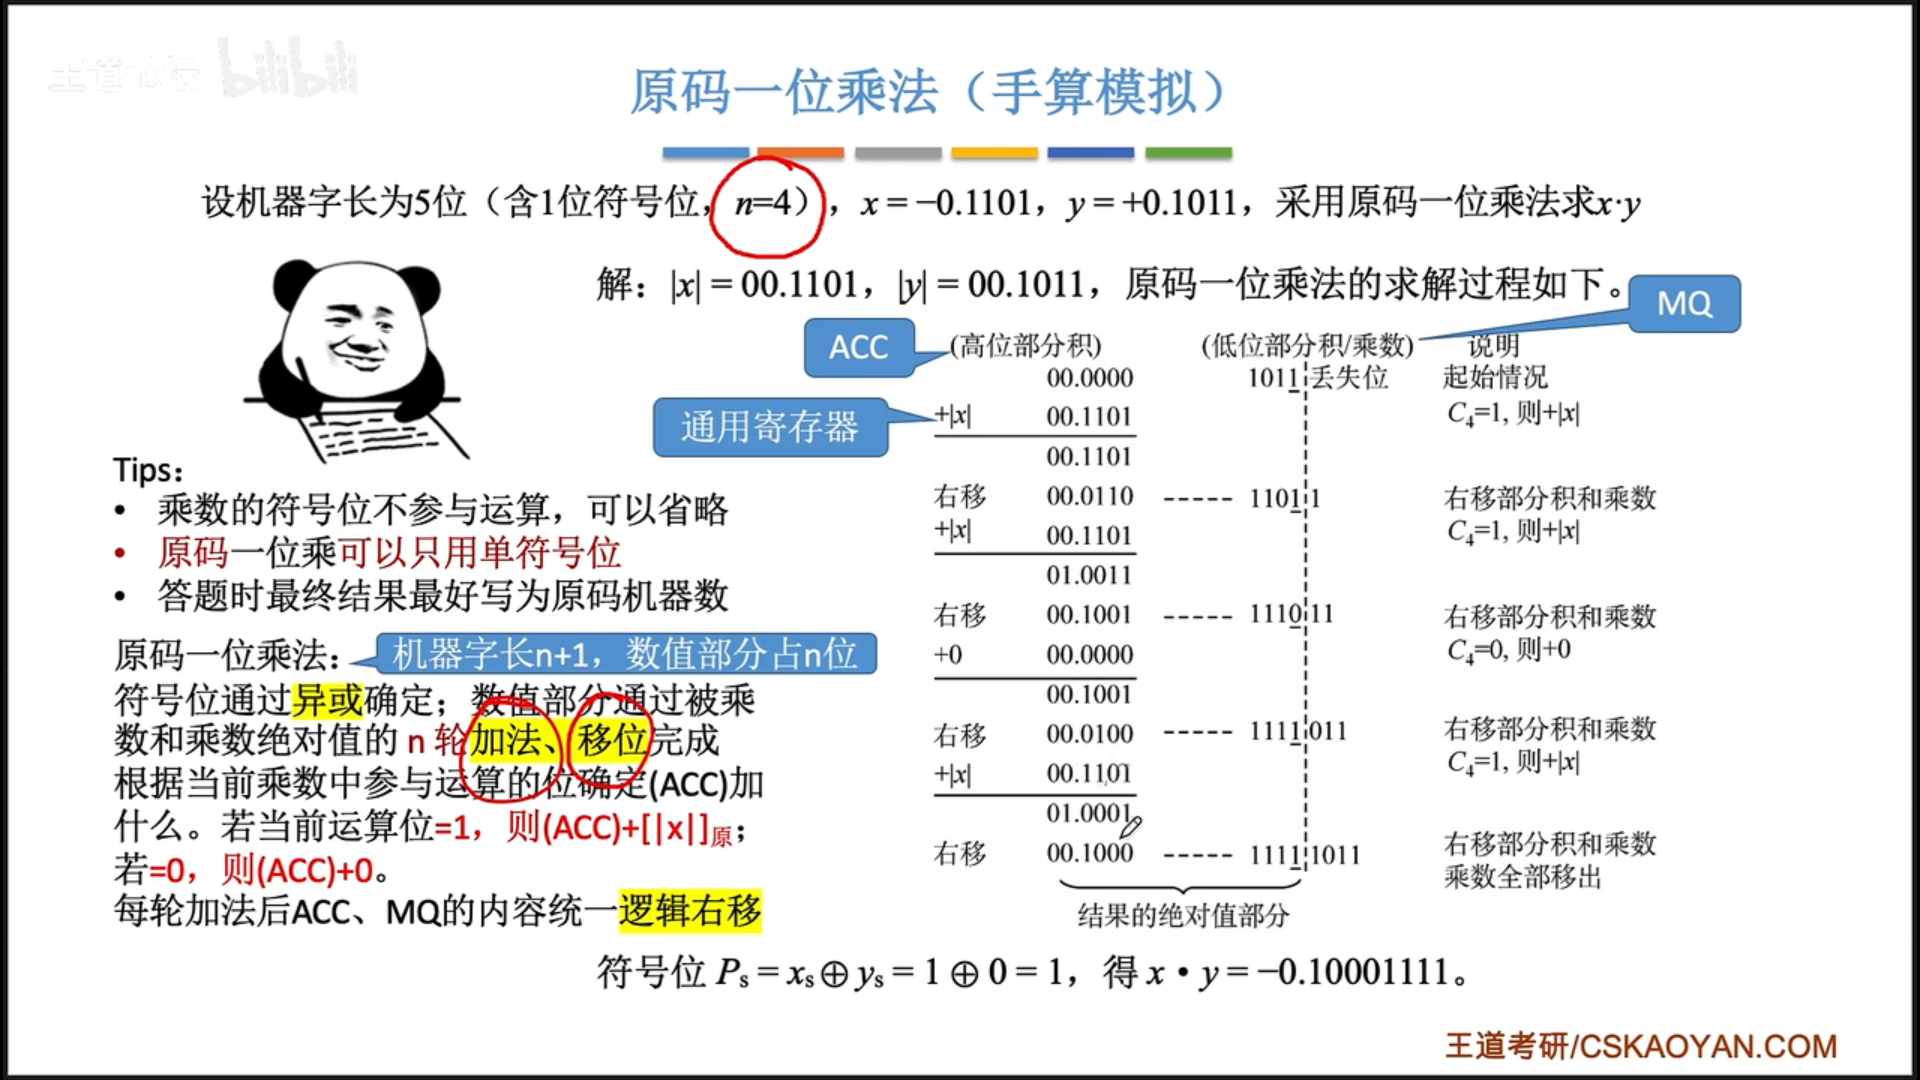 王道论坛 bilibili
原码一位乘法（手算模拟）
设机器字长为5位（含1位符号位，n=4），x = −0.1101，y = +0.1011，采用原码一位乘法求x·y
解：|x| = 00.1101，|y| = 00.1011，原码一位乘法的求解过程如下。
MQ
ACC
通用寄存器
(高位部分积) (低位部分积/乘数) 说明
00.0000 1011 丢失位 起始情况
+|x| 00.1101 C4=1, 则+|x|
00.1101
右移 00.0110 ----- 1101 1 右移部分积和乘数
+|x| 00.1101 C4=1, 则+|x|
01.0011
右移 00.1001 ----- 1110 11 右移部分积和乘数
+0 00.0000 C4=0, 则+0
00.1001
右移 00.0100 ----- 1111 011 右移部分积和乘数
+|x| 00.1101 C4=1, 则+|x|
01.0001
右移 00.1000 ----- 1111 1011 右移部分积和乘数
乘数全部移出
结果的绝对值部分
Tips：
• 乘数的符号位不参与运算，可以省略
• 原码一位乘可以只用单符号位
• 答题时最终结果最好写为原码机器数
原码一位乘法：
机器字长n+1，数值部分占n位
符号位通过异或确定；数值部分通过被乘
数和乘数绝对值的 n 轮加法、移位完成
根据当前乘数中参与运算的位确定(ACC)加
什么。若当前运算位=1，则(ACC)+[|x|]原；
若=0，则(ACC)+0。
每轮加法后ACC、MQ的内容统一逻辑右移
符号位 Ps = xs⊕ys = 1⊕0 = 1，得 x·y = −0.10001111。
王道考研/CSKAOYAN.COM